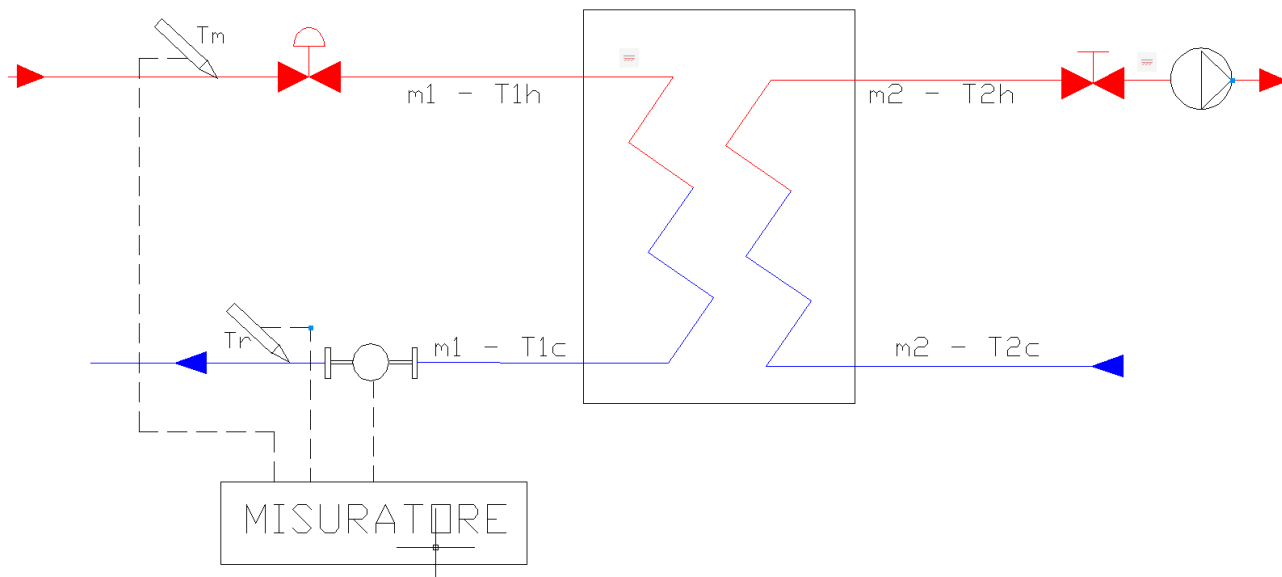 Tm
m1 - T1h
m2 - T2h
Tr
m1 - T1c
m2 - T2c
MISURATORE